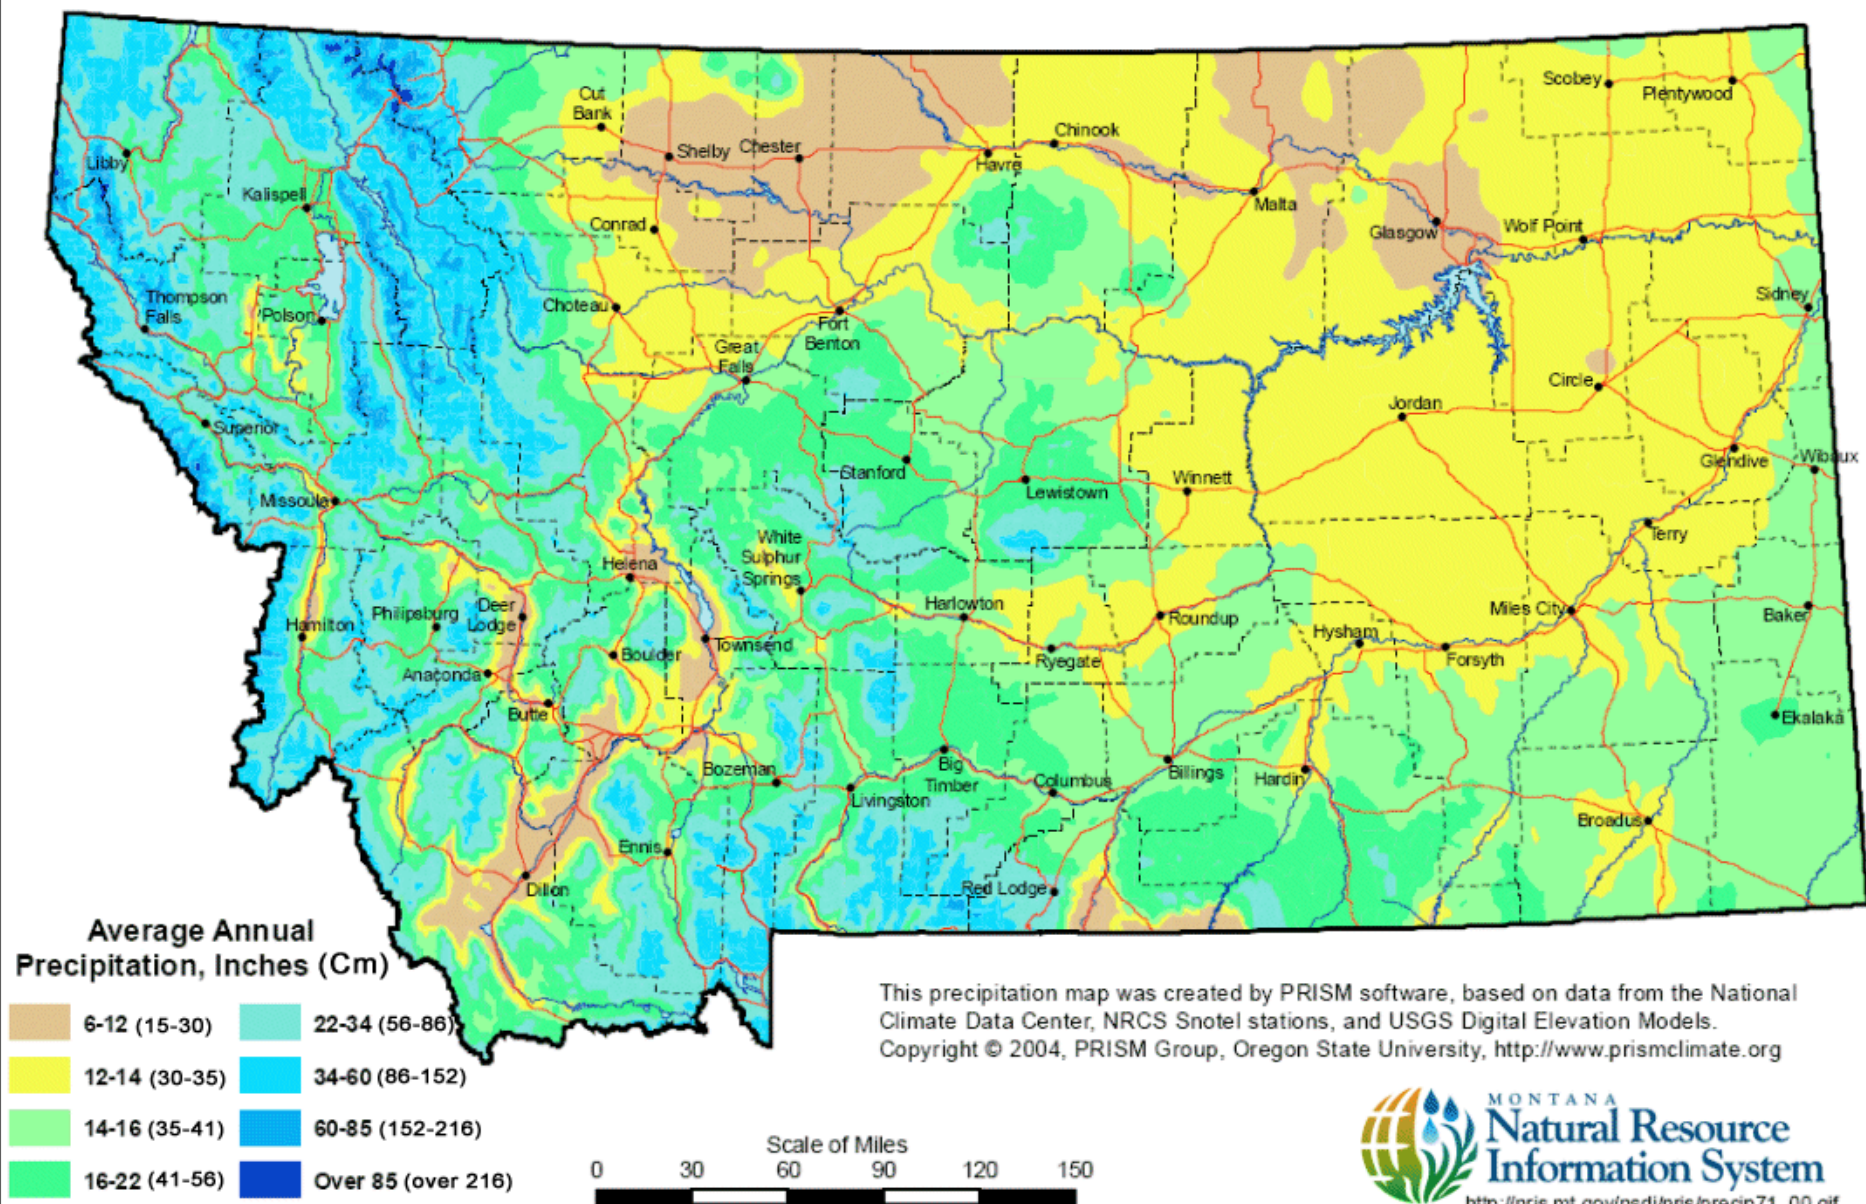 Scobey
Plentywood
Cut
Bank
Chinook
Libby
Shelby
Chester
Havre
Kalispell
Malta
Conrad
Glasgow
Wolf Point
Thompson
Falls
Polson
Choteau
Sidney
Fort
Benton
Great
Falls
Circle
Jordan
Superior
Stanford
Lewistown
Winnett
Glendive
Wibaux
Missoula
Terry
White
Sulphur
Springs
Helena
Harlowton
Roundup
Miles City
Baker
Hamilton
Philipsburg
Deer
Lodge
Townsend
Hysham
Boulder
Ryegate
Forsyth
Anaconda
Butte
Ekalaka
Bozeman
Big
Timber
Columbus
Billings
Hardin
Livingston
Broadus
Ennis
Dillon
Red Lodge
Average Annual
Precipitation, Inches (Cm)
6-12 (15-30)
22-34 (56-86)
12-14 (30-35)
34-60 (86-152)
14-16 (35-41)
60-85 (152-216)
16-22 (41-56)
Over 85 (over 216)
This precipitation map was created by PRISM software, based on data from the National
Climate Data Center, NRCS Snotel stations, and USGS Digital Elevation Models.
Copyright © 2004, PRISM Group, Oregon State University, http://www.prismclimate.org
Scale of Miles
0 30 60 90 120 150
MONTANA
Natural Resource
Information System